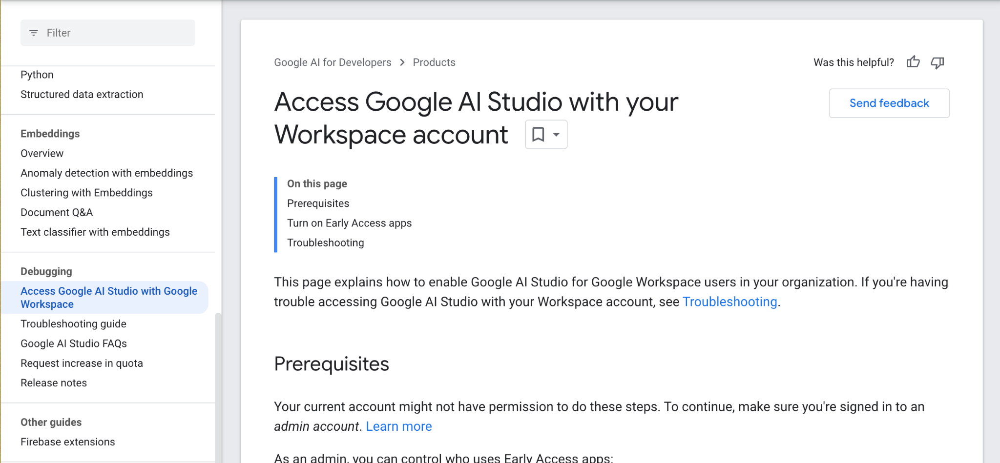 Filter
Python
Structured data extraction
Embeddings
Overview
Anomaly detection with embeddings
Clustering with Embeddings
Document Q&A
Text classifier with embeddings
Debugging
Access Google AI Studio with Google
Workspace
Troubleshooting guide
Google AI Studio FAQs
Request increase in quota
Release notes
Other guides
Firebase extensions
Google AI for Developers > Products
Was this helpful?
Access Google AI Studio with your
Workspace account
Send feedback
On this page
Prerequisites
Turn on Early Access apps
Troubleshooting
This page explains how to enable Google AI Studio for Google Workspace users in your organization. If you're having
trouble accessing Google AI Studio with your Workspace account, see Troubleshooting.
Prerequisites
Your current account might not have permission to do these steps. To continue, make sure you're signed in to an
admin account. Learn more
As an admin, you can control who uses Early Access apps: